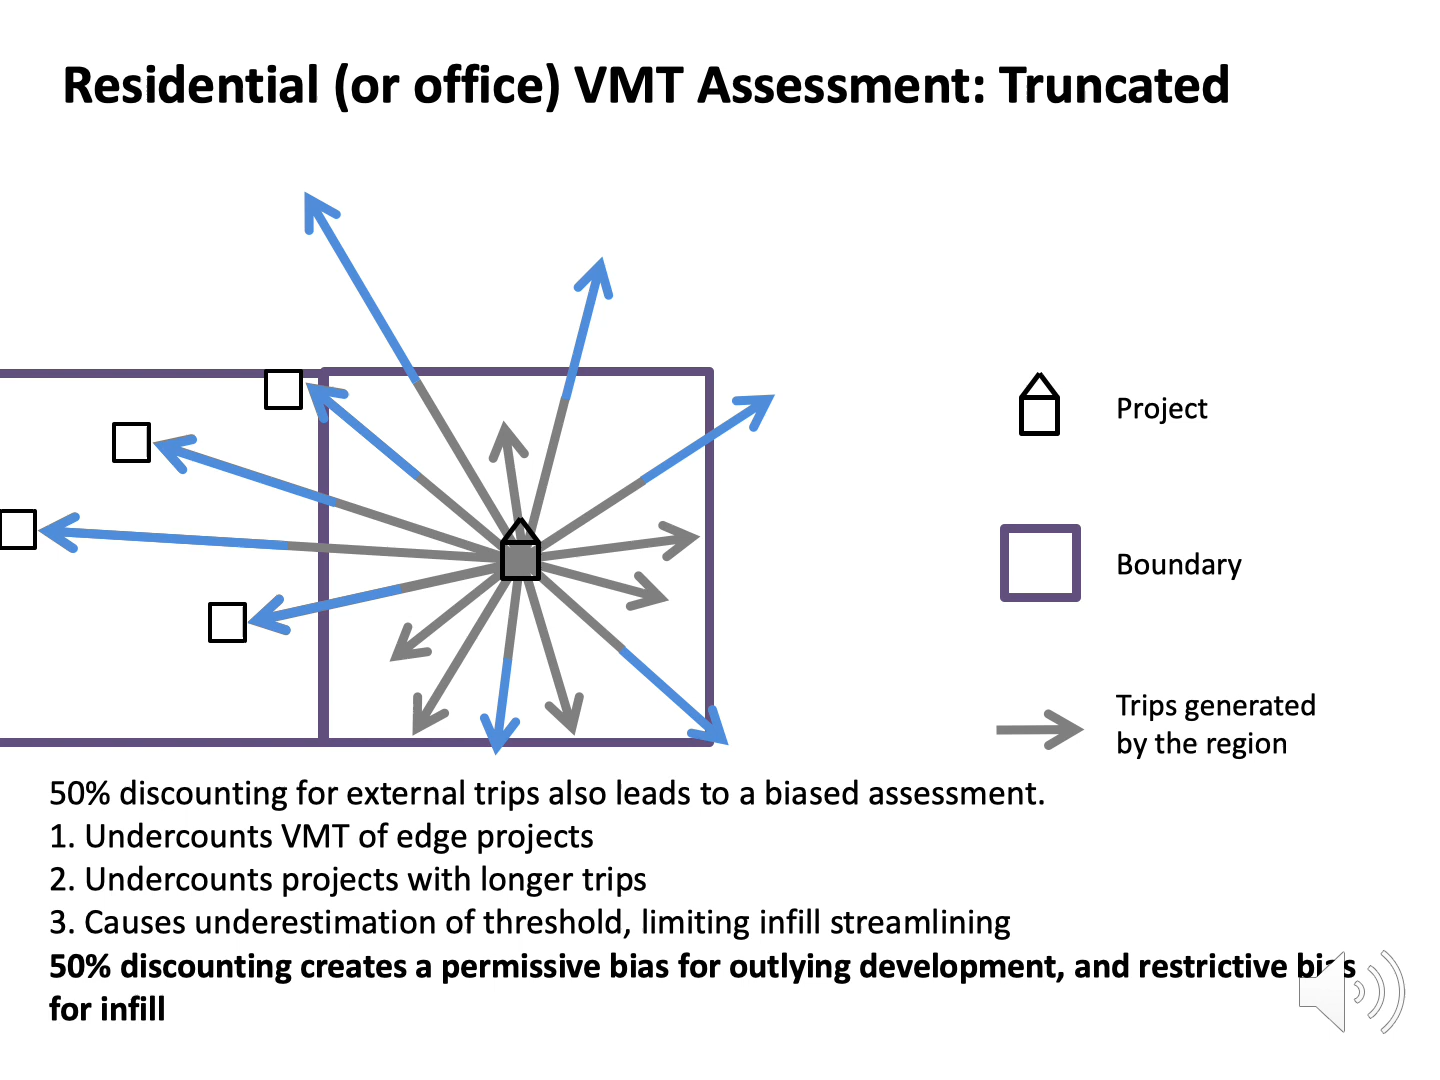 Residential (or office) VMT Assessment: Truncated
Project
Boundary
Trips generated
by the region
50% discounting for external trips also leads to a biased assessment.
1. Undercounts VMT of edge projects
2. Undercounts projects with longer trips
3. Causes underestimation of threshold, limiting infill streamlining
50% discounting creates a permissive bias for outlying development, and restrictive bias
for infill